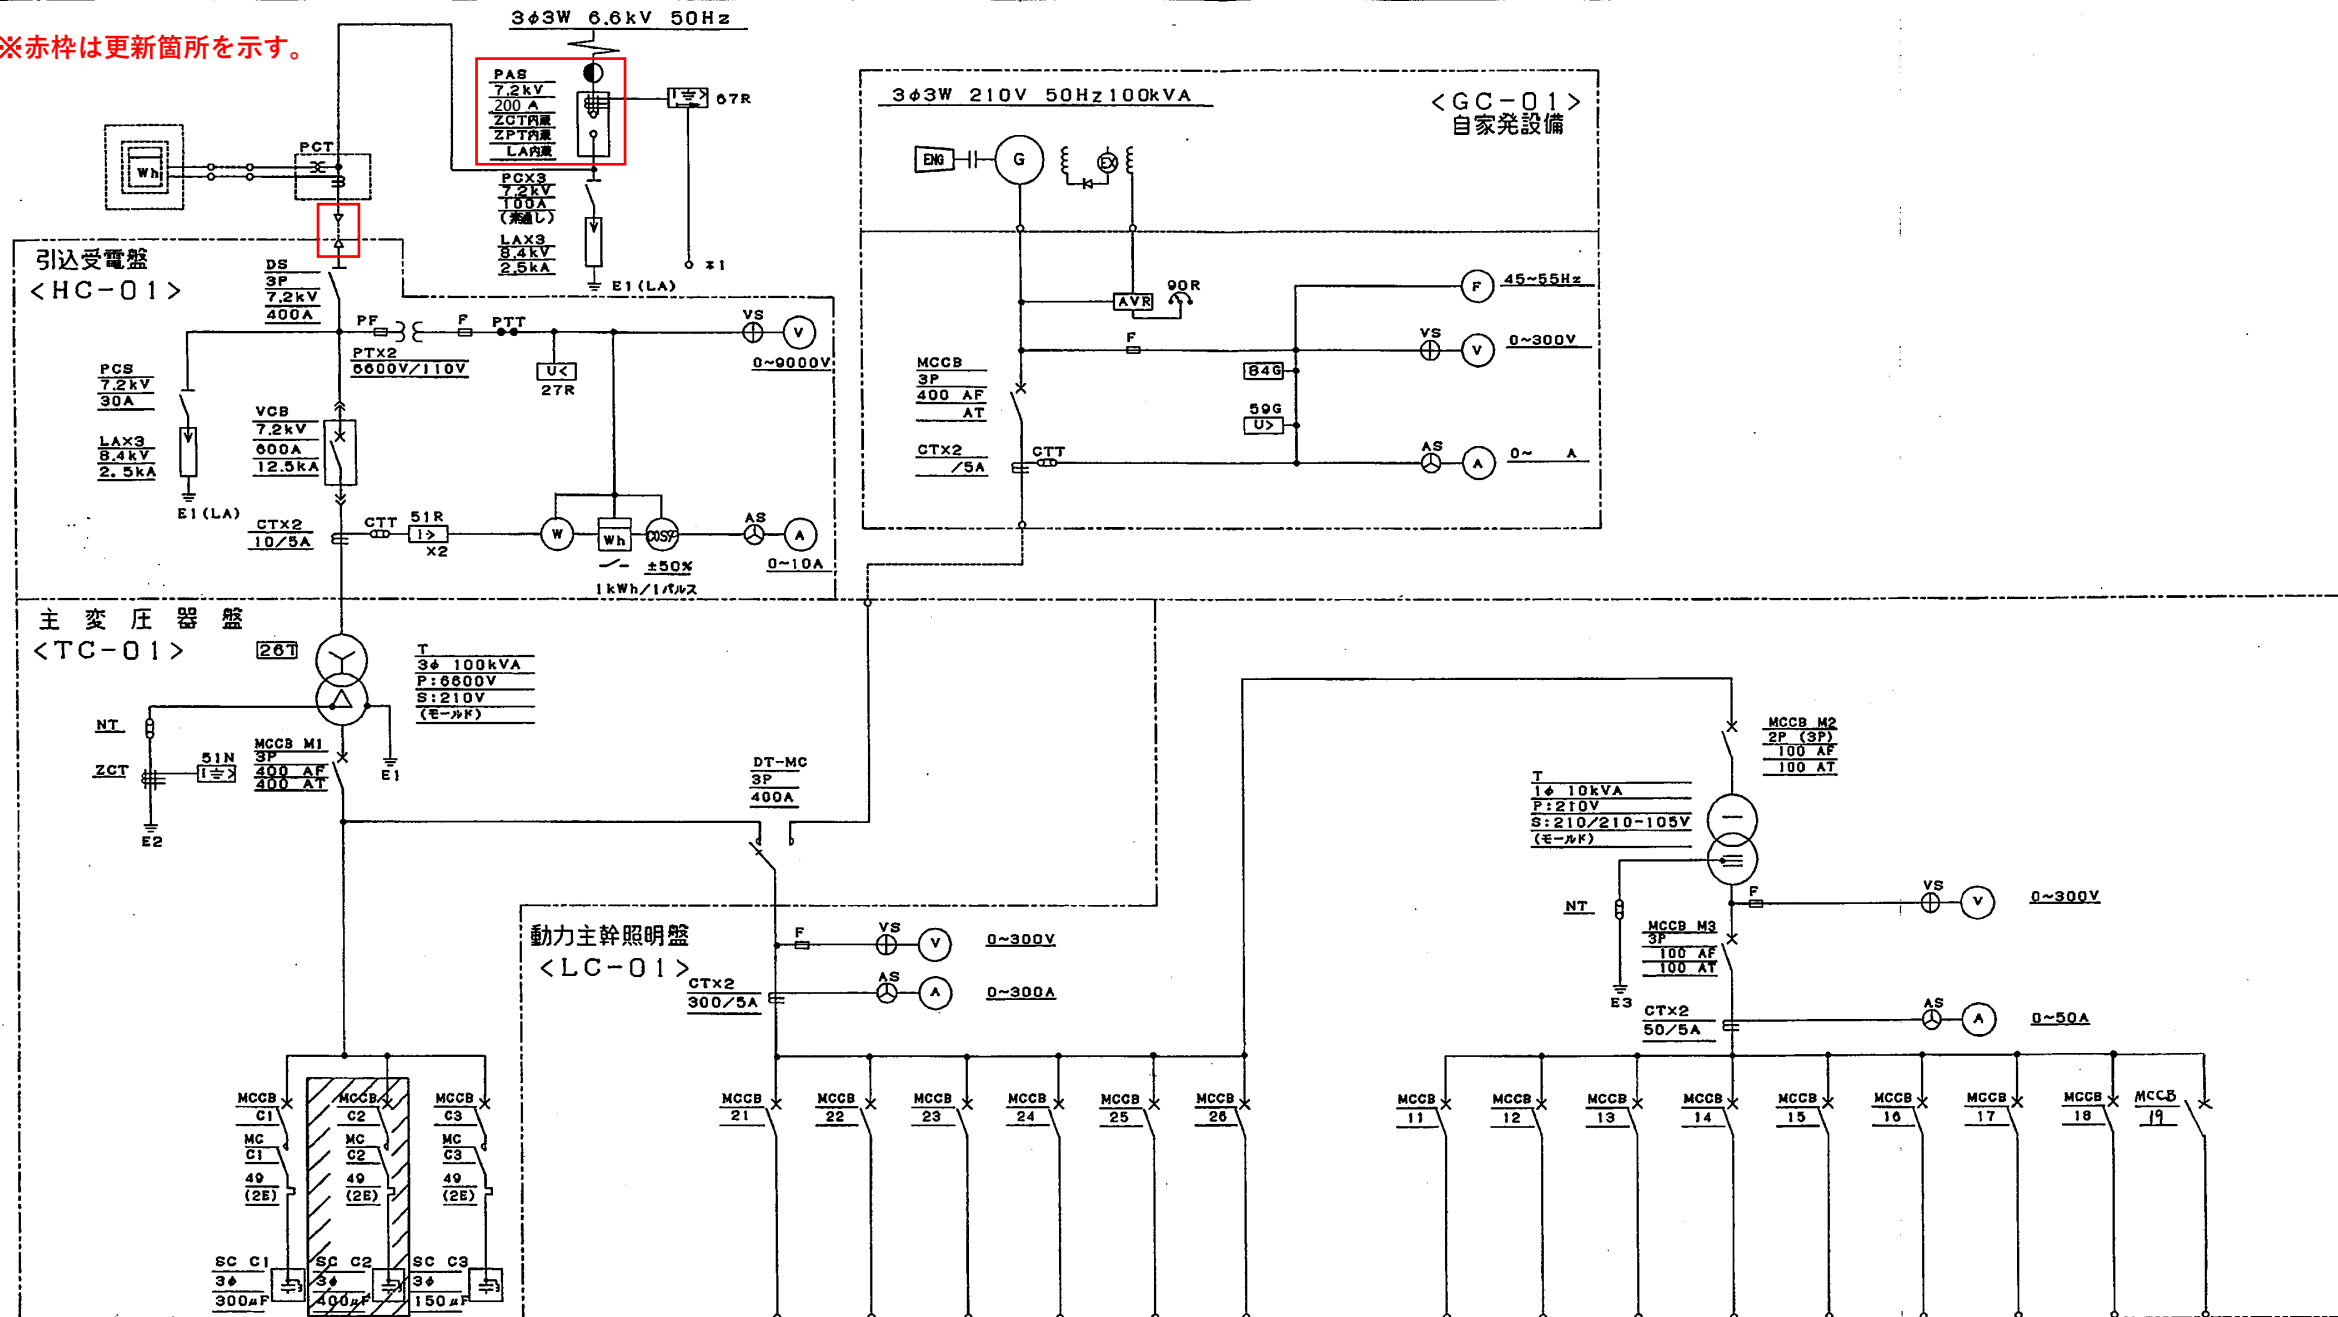 ※赤枠は更新箇所を示す。
3φ3W 6.6kV 50Hz
PAS
7.2kV
200 A
ZCT内蔵
ZPT内蔵
LA内蔵
I⏚>
67R
*1
PCT
Wh
PCX3
7.2kV
100A
(素通し)
LAX3
8.4kV
2.5kA
E1(LA)
引込受電盤
<HC-01>
DS
3P
7.2kV
400A
PF
F
PTT
VS
V
0~9000V
PTX2
6600V/110V
U<
27R
PCS
7.2kV
30A
LAX3
8.4kV
2.5kA
E1(LA)
VCB
7.2kV
600A
12.5kA
CTX2
10/5A
CTT
51R
I>
X2
W
Wh
COSφ
±50%
1kWh/1パルス
AS
A
0~10A
3φ3W 210V 50Hz100kVA
<GC-01>
自家発設備
ENG
G
EX
AVR
90R
F
45~55Hz
F
VS
V
0~300V
84G
59G
U>
MCCB
3P
400 AF
AT
CTX2
/5A
CTT
AS
A
0~ A
主変圧器盤
<TC-01>
26T
T
3φ 100kVA
P:6600V
S:210V
(モールド)
NT
ZCT
51N
I⏚>
E2
E1
MCCB M1
3P
400 AF
400 AT
DT-MC
3P
400A
動力主幹照明盤
<LC-01>
F
VS
V
0~300V
CTX2
300/5A
AS
A
0~300A
MCCB M2
2P (3P)
100 AF
100 AT
T
1φ 10kVA
P:210V
S:210/210-105V
(モールド)
NT
E3
F
VS
V
0~300V
MCCB M3
3P
100 AF
100 AT
CTX2
50/5A
AS
A
0~50A
MCCB
C1
MC
C1
49
(2E)
SC C1
3φ
300μF
MCCB
C2
MC
C2
49
(2E)
SC C2
3φ
400μF
MCCB
C3
MC
C3
49
(2E)
SC C3
3φ
150μF
MCCB
21
MCCB
22
MCCB
23
MCCB
24
MCCB
25
MCCB
26
MCCB
11
MCCB
12
MCCB
13
MCCB
14
MCCB
15
MCCB
16
MCCB
17
MCCB
18
MCCB
19